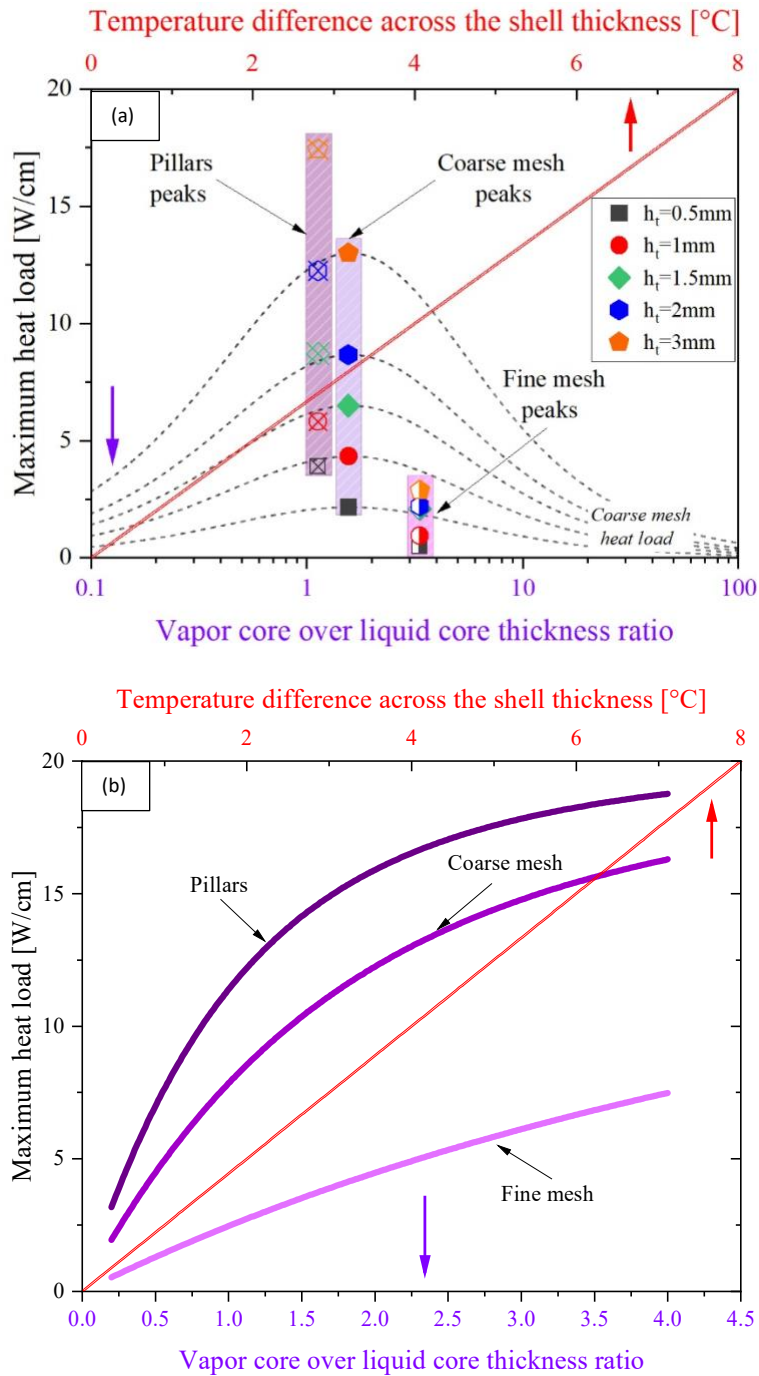 Temperature difference across the shell thickness [°C]
0 2 4 6 8
(a)
20
15
10
5
0
Maximum heat load [W/cm]
Pillars
peaks
Coarse mesh
peaks
h_t=0.5mm
h_t=1mm
h_t=1.5mm
h_t=2mm
h_t=3mm
Fine mesh
peaks
Coarse mesh
heat load
0.1 1 10 100
Vapor core over liquid core thickness ratio
Temperature difference across the shell thickness [°C]
0 2 4 6 8
(b)
20
15
10
5
0
Maximum heat load [W/cm]
Pillars
Coarse mesh
Fine mesh
0.0 0.5 1.0 1.5 2.0 2.5 3.0 3.5 4.0 4.5
Vapor core over liquid core thickness ratio